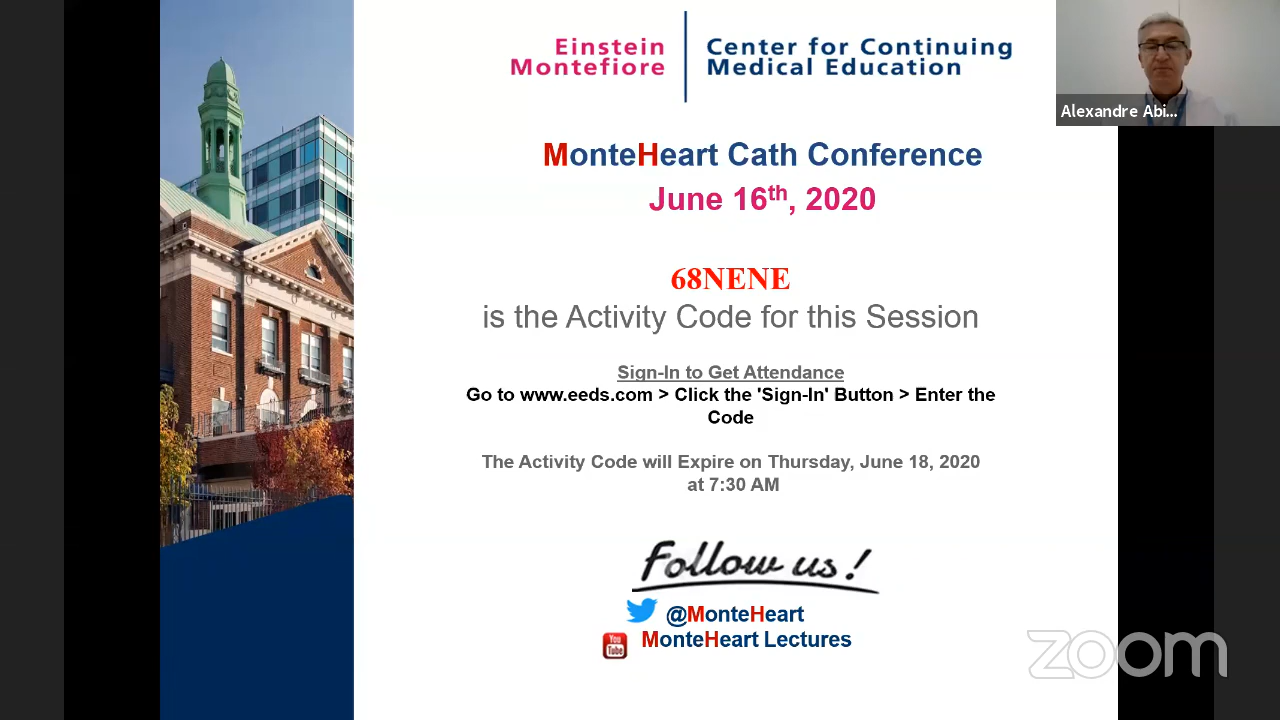 Einstein
Montefiore
Center for Continuing
Medical Education
Alexandre Abi...
MonteHeart Cath Conference
June 16th, 2020
68NENE
is the Activity Code for this Session
Sign-In to Get Attendance
Go to www.eeds.com > Click the 'Sign-In' Button > Enter the
Code
The Activity Code will Expire on Thursday, June 18, 2020
at 7:30 AM
Follow us!
@MonteHeart
You
Tube
MonteHeart Lectures
zoom